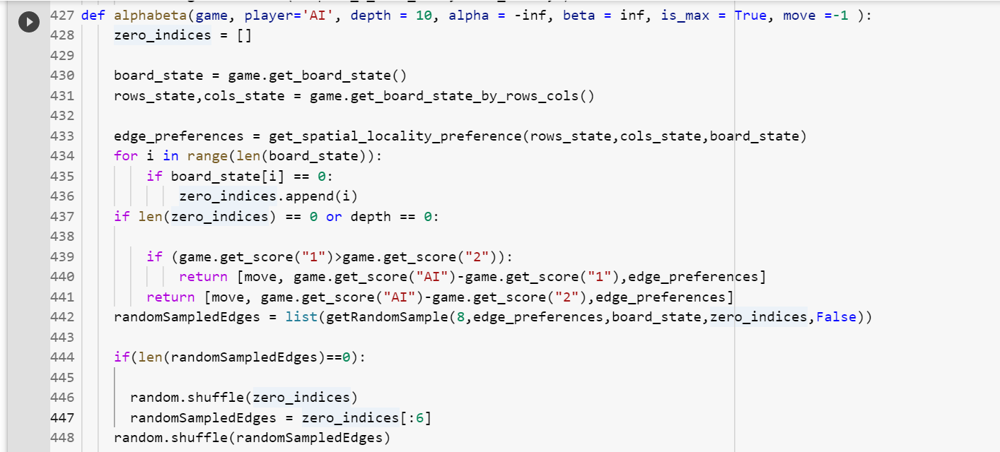 427 def alphabeta(game, player='AI', depth = 10, alpha = -inf, beta = inf, is_max = True, move =-1 ):
428     zero_indices = []
429
430     board_state = game.get_board_state()
431     rows_state,cols_state = game.get_board_state_by_rows_cols()
432
433     edge_preferences = get_spatial_locality_preference(rows_state,cols_state,board_state)
434     for i in range(len(board_state)):
435         if board_state[i] == 0:
436             zero_indices.append(i)
437     if len(zero_indices) == 0 or depth == 0:
438
439         if (game.get_score("1")>game.get_score("2")):
440             return [move, game.get_score("AI")-game.get_score("1"),edge_preferences]
441         return [move, game.get_score("AI")-game.get_score("2"),edge_preferences]
442     randomSampledEdges = list(getRandomSample(8,edge_preferences,board_state,zero_indices,False))
443
444     if(len(randomSampledEdges)==0):
445
446       random.shuffle(zero_indices)
447       randomSampledEdges = zero_indices[:6]
448     random.shuffle(randomSampledEdges)